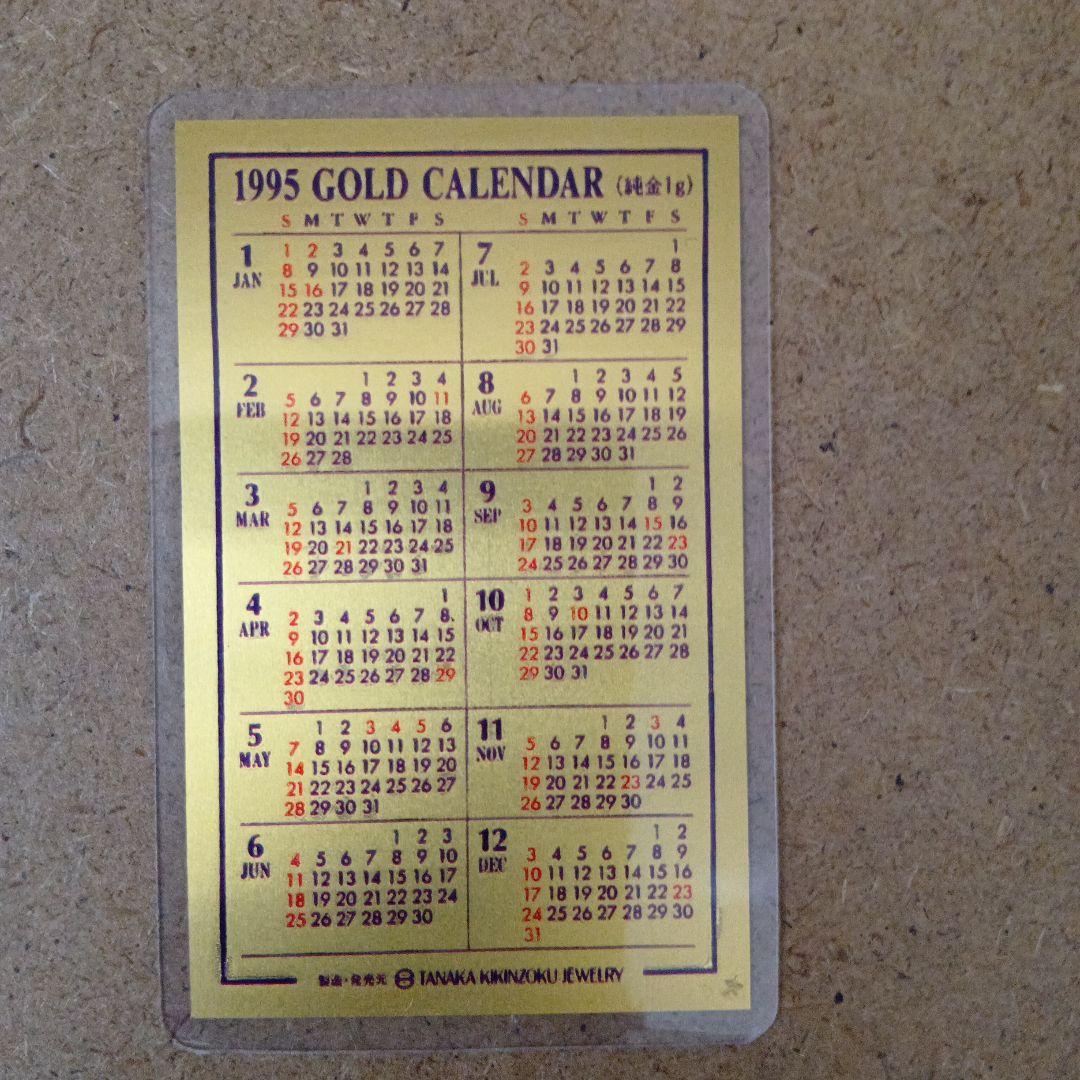 1995 GOLD CALENDAR (純金1g)
S M T W T F S
S M T W T F S
1
JAN
1 2 3 4 5 6 7
8 9 10 11 12 13 14
15 16 17 18 19 20 21
22 23 24 25 26 27 28
29 30 31
2
FEB
1 2 3 4
5 6 7 8 9 10 11
12 13 14 15 16 17 18
19 20 21 22 23 24 25
26 27 28
3
MAR
1 2 3 4
5 6 7 8 9 10 11
12 13 14 15 16 17 18
19 20 21 22 23 24 25
26 27 28 29 30 31
4
APR
1
2 3 4 5 6 7 8
9 10 11 12 13 14 15
16 17 18 19 20 21 22
23 24 25 26 27 28 29
30
5
MAY
1 2 3 4 5 6
7 8 9 10 11 12 13
14 15 16 17 18 19 20
21 22 23 24 25 26 27
28 29 30 31
6
JUN
1 2 3
4 5 6 7 8 9 10
11 12 13 14 15 16 17
18 19 20 21 22 23 24
25 26 27 28 29 30
7
JUL
1
2 3 4 5 6 7 8
9 10 11 12 13 14 15
16 17 18 19 20 21 22
23 24 25 26 27 28 29
30 31
8
AUG
1 2 3 4 5
6 7 8 9 10 11 12
13 14 15 16 17 18 19
20 21 22 23 24 25 26
27 28 29 30 31
9
SEP
1 2
3 4 5 6 7 8 9
10 11 12 13 14 15 16
17 18 19 20 21 22 23
24 25 26 27 28 29 30
10
OCT
1 2 3 4 5 6 7
8 9 10 11 12 13 14
15 16 17 18 19 20 21
22 23 24 25 26 27 28
29 30 31
11
NOV
1 2 3 4
5 6 7 8 9 10 11
12 13 14 15 16 17 18
19 20 21 22 23 24 25
26 27 28 29 30
12
DEC
1 2
3 4 5 6 7 8 9
10 11 12 13 14 15 16
17 18 19 20 21 22 23
24 25 26 27 28 29 30
31
製造・発売元 TANAKA KIKINZOKU JEWELRY